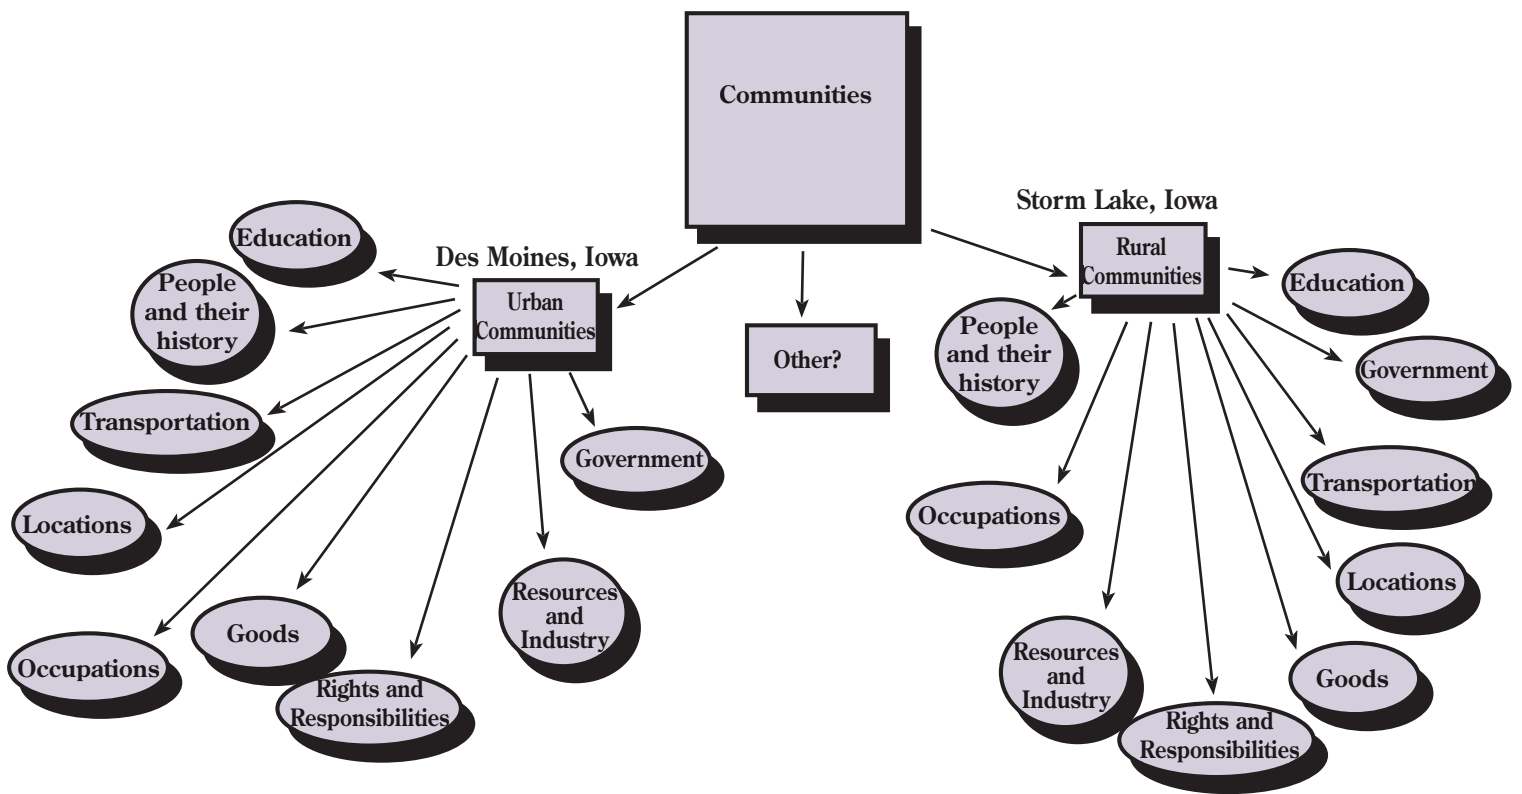 Communities
Des Moines, Iowa
Urban
Communities
Education
People
and their
history
Transportation
Locations
Occupations
Goods
Rights and
Responsibilities
Resources
and
Industry
Government
Other?
Storm Lake, Iowa
Rural
Communities
People
and their
history
Occupations
Resources
and
Industry
Rights and
Responsibilities
Goods
Locations
Transportation
Government
Education